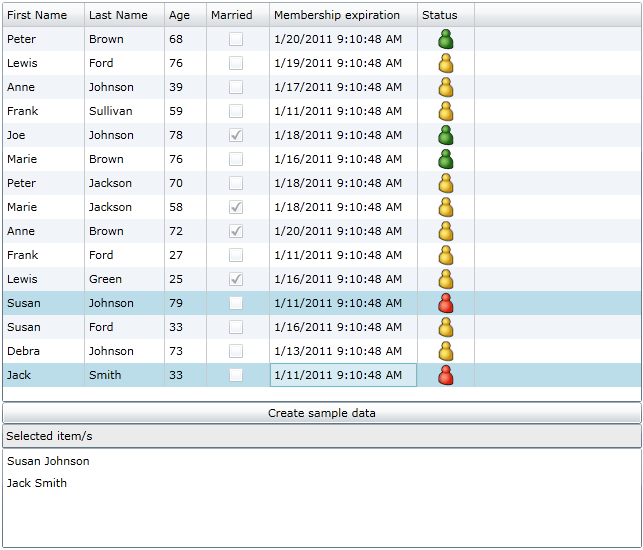 First Name Last Name Age Married Membership expiration Status
Peter Brown 68 1/20/2011 9:10:48 AM
Lewis Ford 76 1/19/2011 9:10:48 AM
Anne Johnson 39 1/17/2011 9:10:48 AM
Frank Sullivan 59 1/11/2011 9:10:48 AM
Joe Johnson 78 1/18/2011 9:10:48 AM
Marie Brown 76 1/16/2011 9:10:48 AM
Peter Jackson 70 1/18/2011 9:10:48 AM
Marie Jackson 58 1/18/2011 9:10:48 AM
Anne Brown 72 1/20/2011 9:10:48 AM
Frank Ford 27 1/11/2011 9:10:48 AM
Lewis Green 25 1/16/2011 9:10:48 AM
Susan Johnson 79 1/11/2011 9:10:48 AM
Susan Ford 33 1/16/2011 9:10:48 AM
Debra Johnson 73 1/13/2011 9:10:48 AM
Jack Smith 33 1/11/2011 9:10:48 AM
Create sample data
Selected item/s
Susan Johnson
Jack Smith